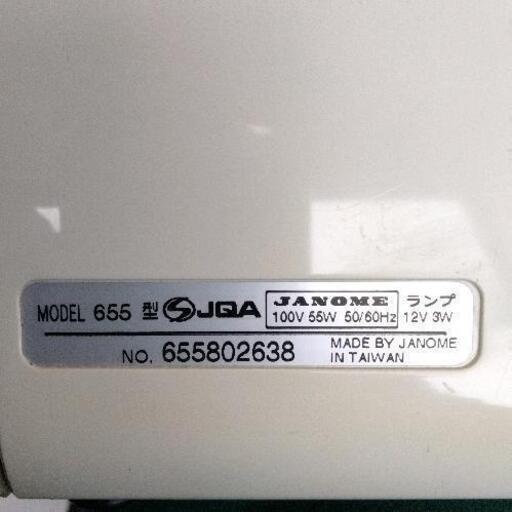 MODEL 655 型 JQA JANOME ランプ
100V 55W 50/60Hz 12V 3W
NO. 655802638 MADE BY JANOME
IN TAIWAN